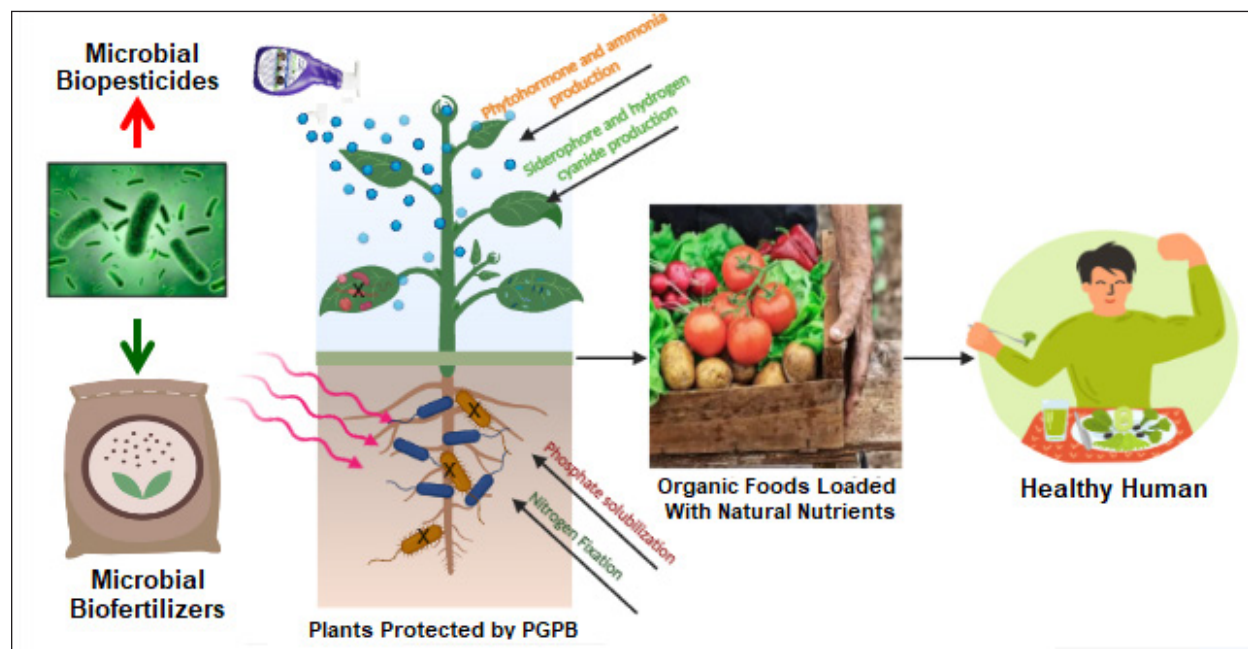 Microbial
Biopesticides
Phytohormone and ammonia
production
Siderophore and hydrogen
cyanide production
Microbial
Biofertilizers
Phosphate solubilization
Nitrogen Fixation
Plants Protected by PGPB
Organic Foods Loaded
With Natural Nutrients
Healthy Human
X
X
X
X